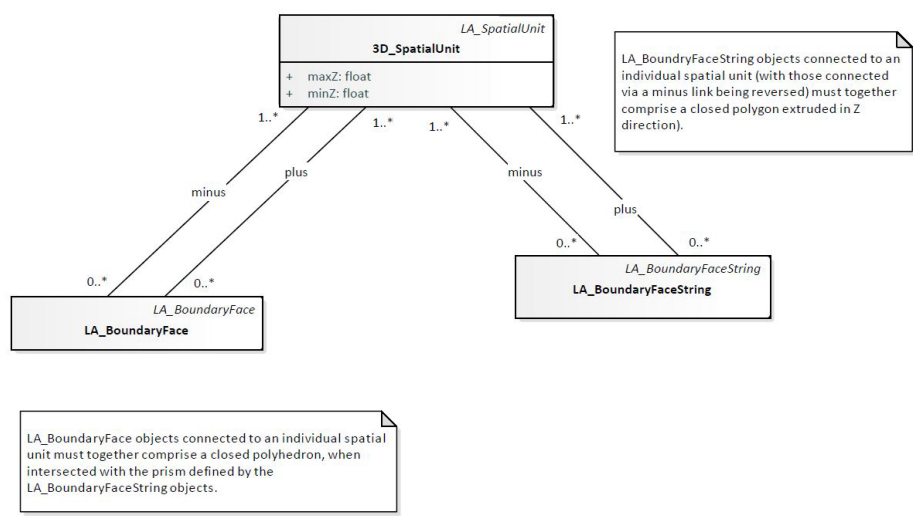 LA_SpatialUnit
3D_SpatialUnit
+ maxZ: float
+ minZ: float
LA_BoundryFaceString objects connected to an
individual spatial unit (with those connected
via a minus link being reversed) must together
comprise a closed polygon extruded in Z
direction).
1..*
1..*
1..*
1..*
minus
plus
minus
plus
0..*
0..*
0..*
0..*
LA_BoundaryFaceString
LA_BoundaryFaceString
LA_BoundaryFace
LA_BoundaryFace
LA_BoundaryFace objects connected to an individual spatial
unit must together comprise a closed polyhedron, when
intersected with the prism defined by the
LA_BoundaryFaceString objects.